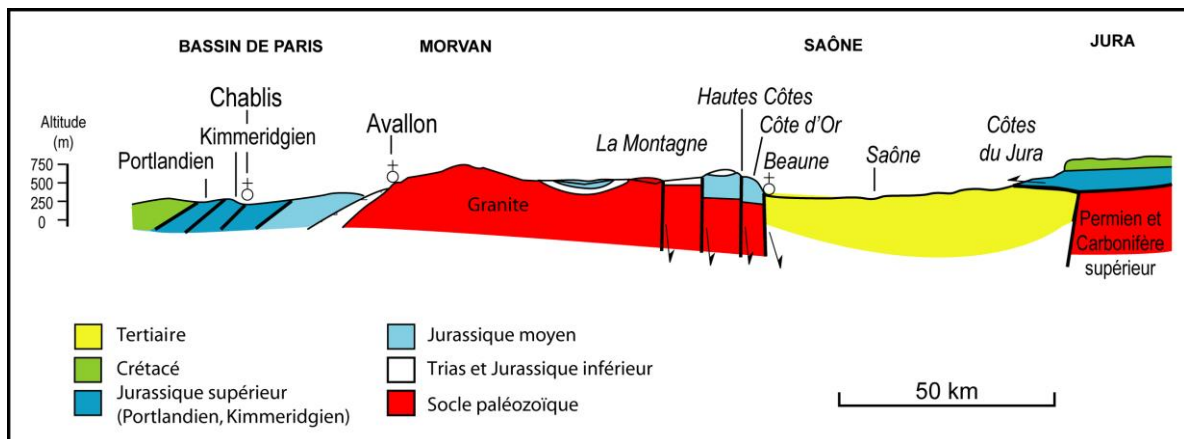 BASSIN DE PARIS
MORVAN
SAÔNE
JURA
Chablis
Kimmeridgien
Portlandien
Avallon
Hautes Côtes
La Montagne
Côte d'Or
Beaune
Saône
Côtes
du Jura
Altitude
(m)
750
500
250
0
Granite
Permien et
Carbonifère
supérieur
Tertiaire
Crétacé
Jurassique supérieur
(Portlandien, Kimmeridgien)
Jurassique moyen
Trias et Jurassique inférieur
Socle paléozoïque
50 km